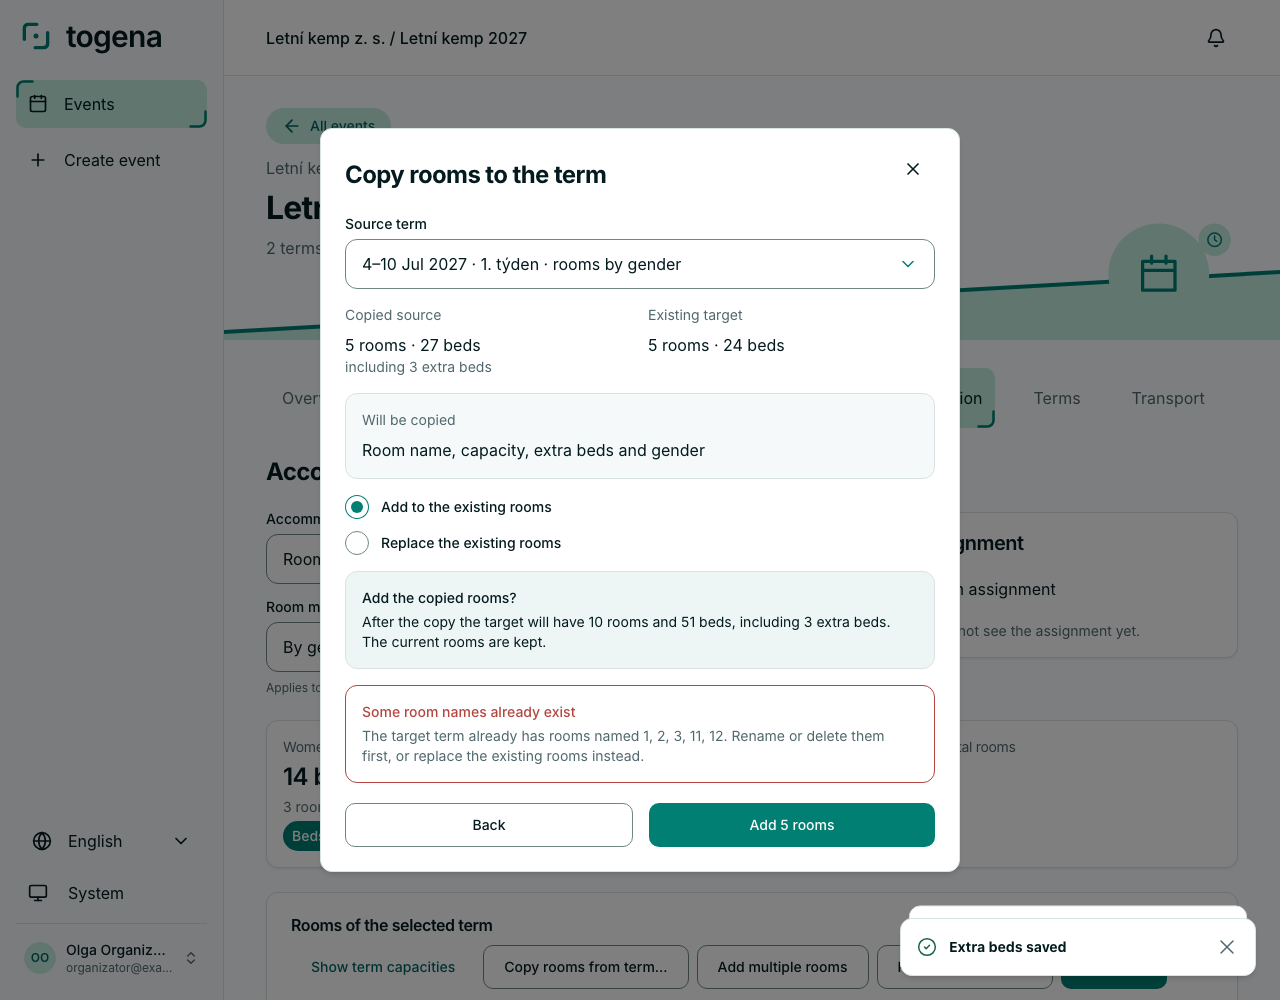 togena
Letní kemp z. s. / Letní kemp 2027
Events
Create event
All events
Copy rooms to the term
Source term
4–10 Jul 2027 · 1. týden · rooms by gender
Copied source
5 rooms · 27 beds
including 3 extra beds
Existing target
5 rooms · 24 beds
Will be copied
Room name, capacity, extra beds and gender
Add to the existing rooms
Replace the existing rooms
Add the copied rooms?
After the copy the target will have 10 rooms and 51 beds, including 3 extra beds.
The current rooms are kept.
Some room names already exist
The target term already has rooms named 1, 2, 3, 11, 12. Rename or delete them
first, or replace the existing rooms instead.
Back
Add 5 rooms
Letní
2 terms
Terms
Transport
assignment
not see the assignment yet.
rooms
14
Rooms of the selected term
Show term capacities
Copy rooms from term...
Add multiple rooms
Extra beds saved
English
System
OO
Olga Organiz...
organizator@exa...